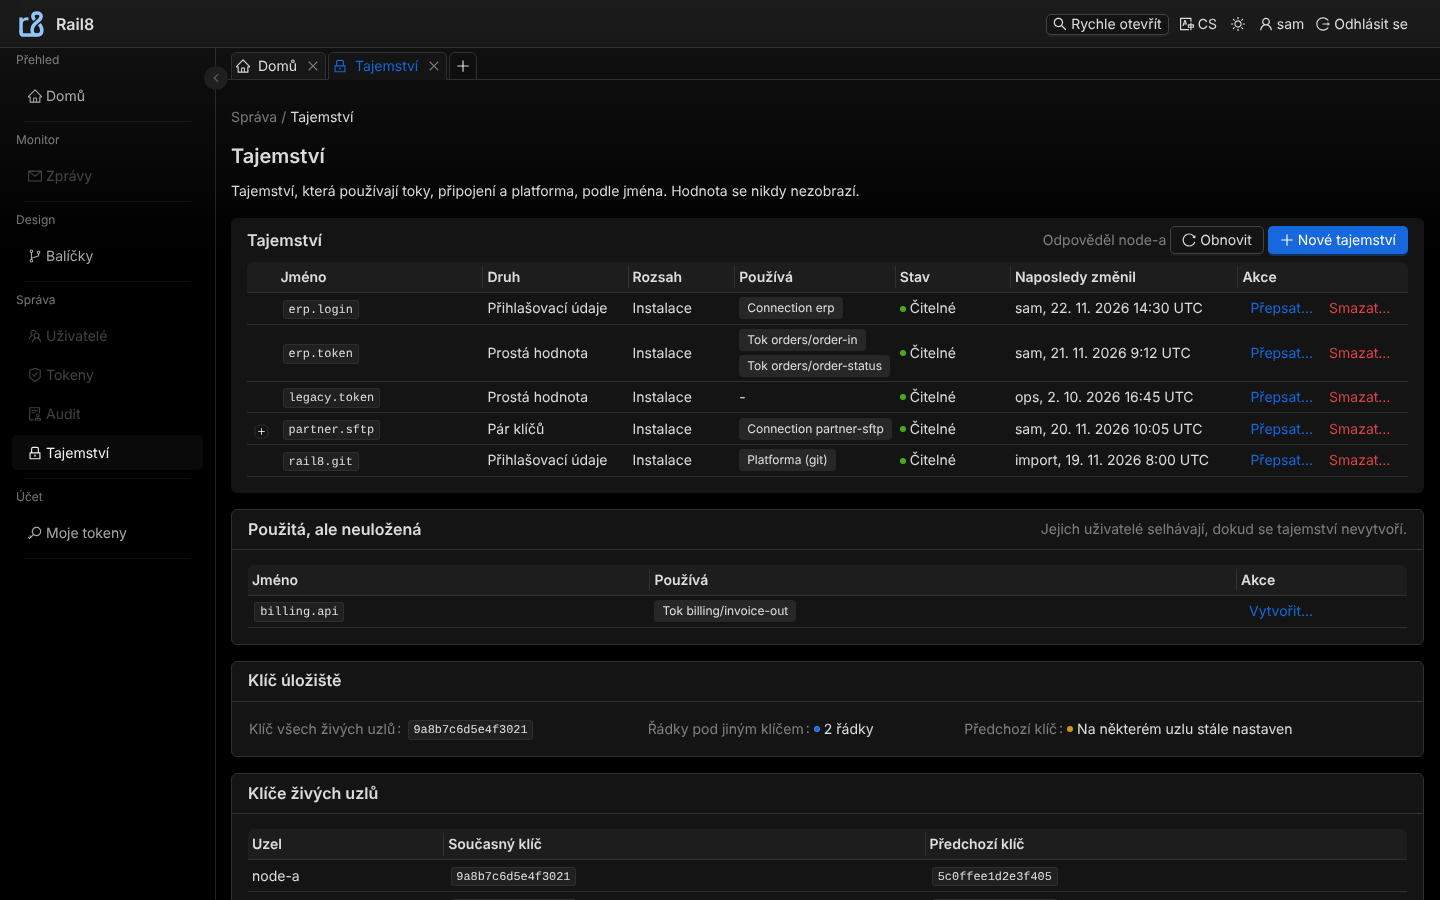 Rail8
Rychle otevřít
CS
sam
Odhlásit se
Přehled
Domů
Monitor
Zprávy
Design
Balíčky
Správa
Uživatelé
Tokeny
Audit
Tajemství
Účet
Moje tokeny
Domů
Tajemství
Správa / Tajemství
Tajemství
Tajemství, která používají toky, připojení a platforma, podle jména. Hodnota se nikdy nezobrazí.
Tajemství
Odpověděl node-a
Obnovit
Nové tajemství
Jméno Druh Rozsah Používá Stav Naposledy změnil Akce
erp.login Přihlašovací údaje Instalace Connection erp Čitelné sam, 22. 11. 2026 14:30 UTC Přepsat... Smazat...
erp.token Prostá hodnota Instalace Tok orders/order-in Tok orders/order-status Čitelné sam, 21. 11. 2026 9:12 UTC Přepsat... Smazat...
legacy.token Prostá hodnota Instalace - Čitelné ops, 2. 10. 2026 16:45 UTC Přepsat... Smazat...
partner.sftp Pár klíčů Instalace Connection partner-sftp Čitelné sam, 20. 11. 2026 10:05 UTC Přepsat... Smazat...
rail8.git Přihlašovací údaje Instalace Platforma (git) Čitelné import, 19. 11. 2026 8:00 UTC Přepsat... Smazat...
Použitá, ale neuložená
Jejich uživatelé selhávají, dokud se tajemství nevytvoří.
Jméno Používá Akce
billing.api Tok billing/invoice-out Vytvořit...
Klíč úložiště
Klíč všech živých uzlů: 9a8b7c6d5e4f3021
Řádky pod jiným klíčem: 2 řádky
Předchozí klíč: Na některém uzlu stále nastaven
Klíče živých uzlů
Uzel Současný klíč Předchozí klíč
node-a 9a8b7c6d5e4f3021 5c0ffee1d2e3f405